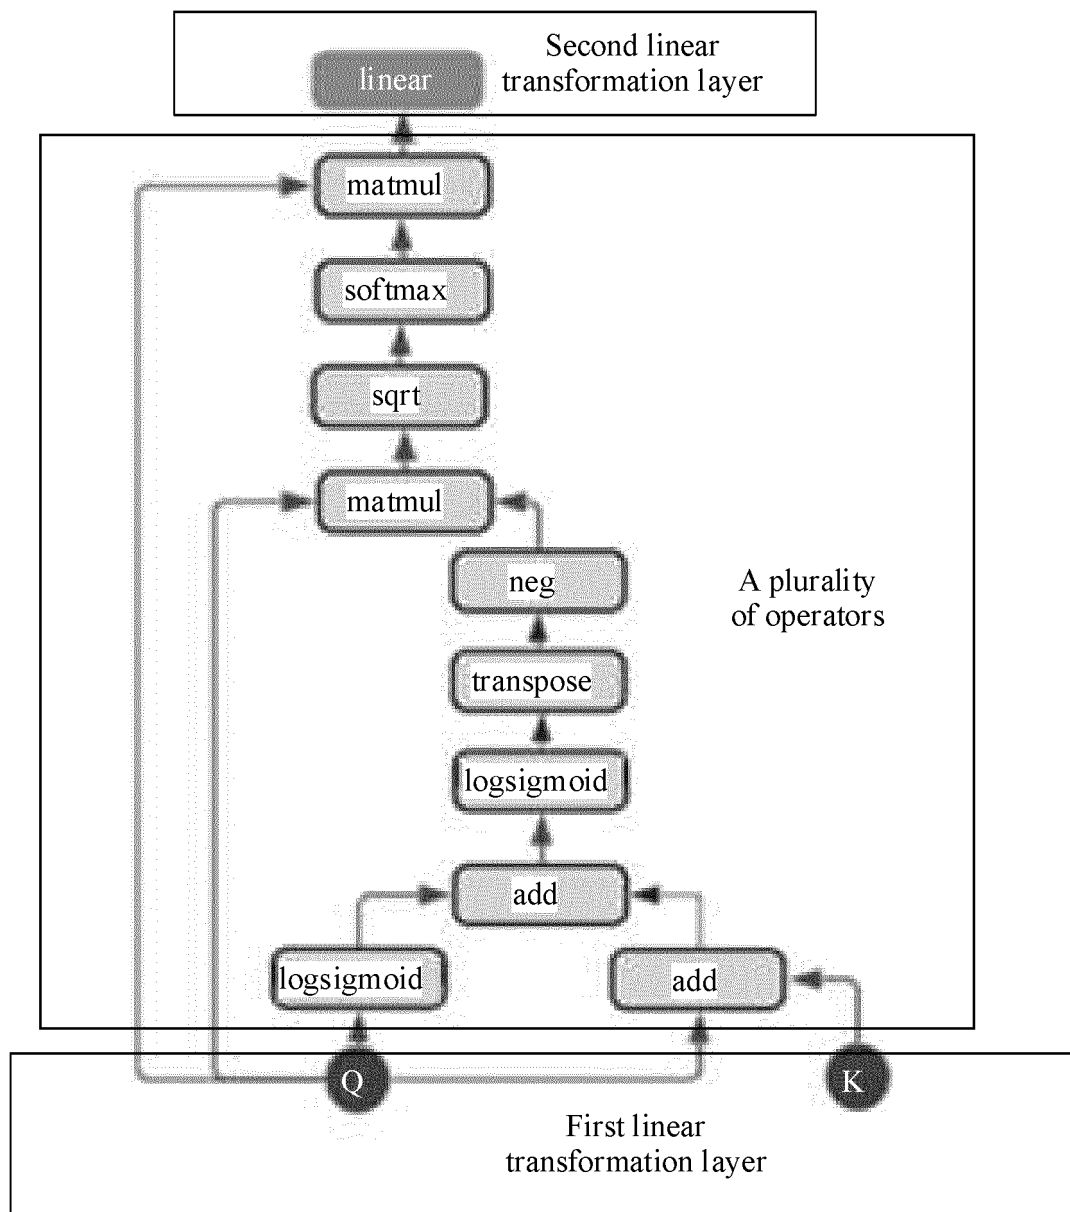 linear
Second linear
transformation layer
matmul
softmax
sqrt
matmul
neg
A plurality
of operators
transpose
logsigmoid
add
logsigmoid
add
Q
K
First linear
transformation layer